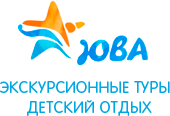 ЮВА
ЭКСКУРСИОННЫЕ ТУРЫ
ДЕТСКИЙ ОТДЫХ